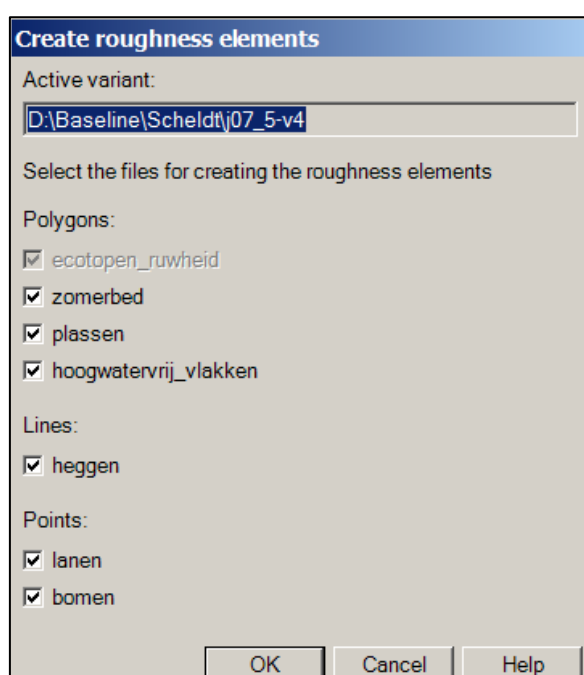 Create roughness elements
Active variant:
D:\Baseline\Scheldt\j07_5-v4
Select the files for creating the roughness elements
Polygons:
ecotopen_ruwheid
zomerbed
plassen
hoogwatervrij_vlakken
Lines:
heggen
Points:
lanen
bomen
OK Cancel Help